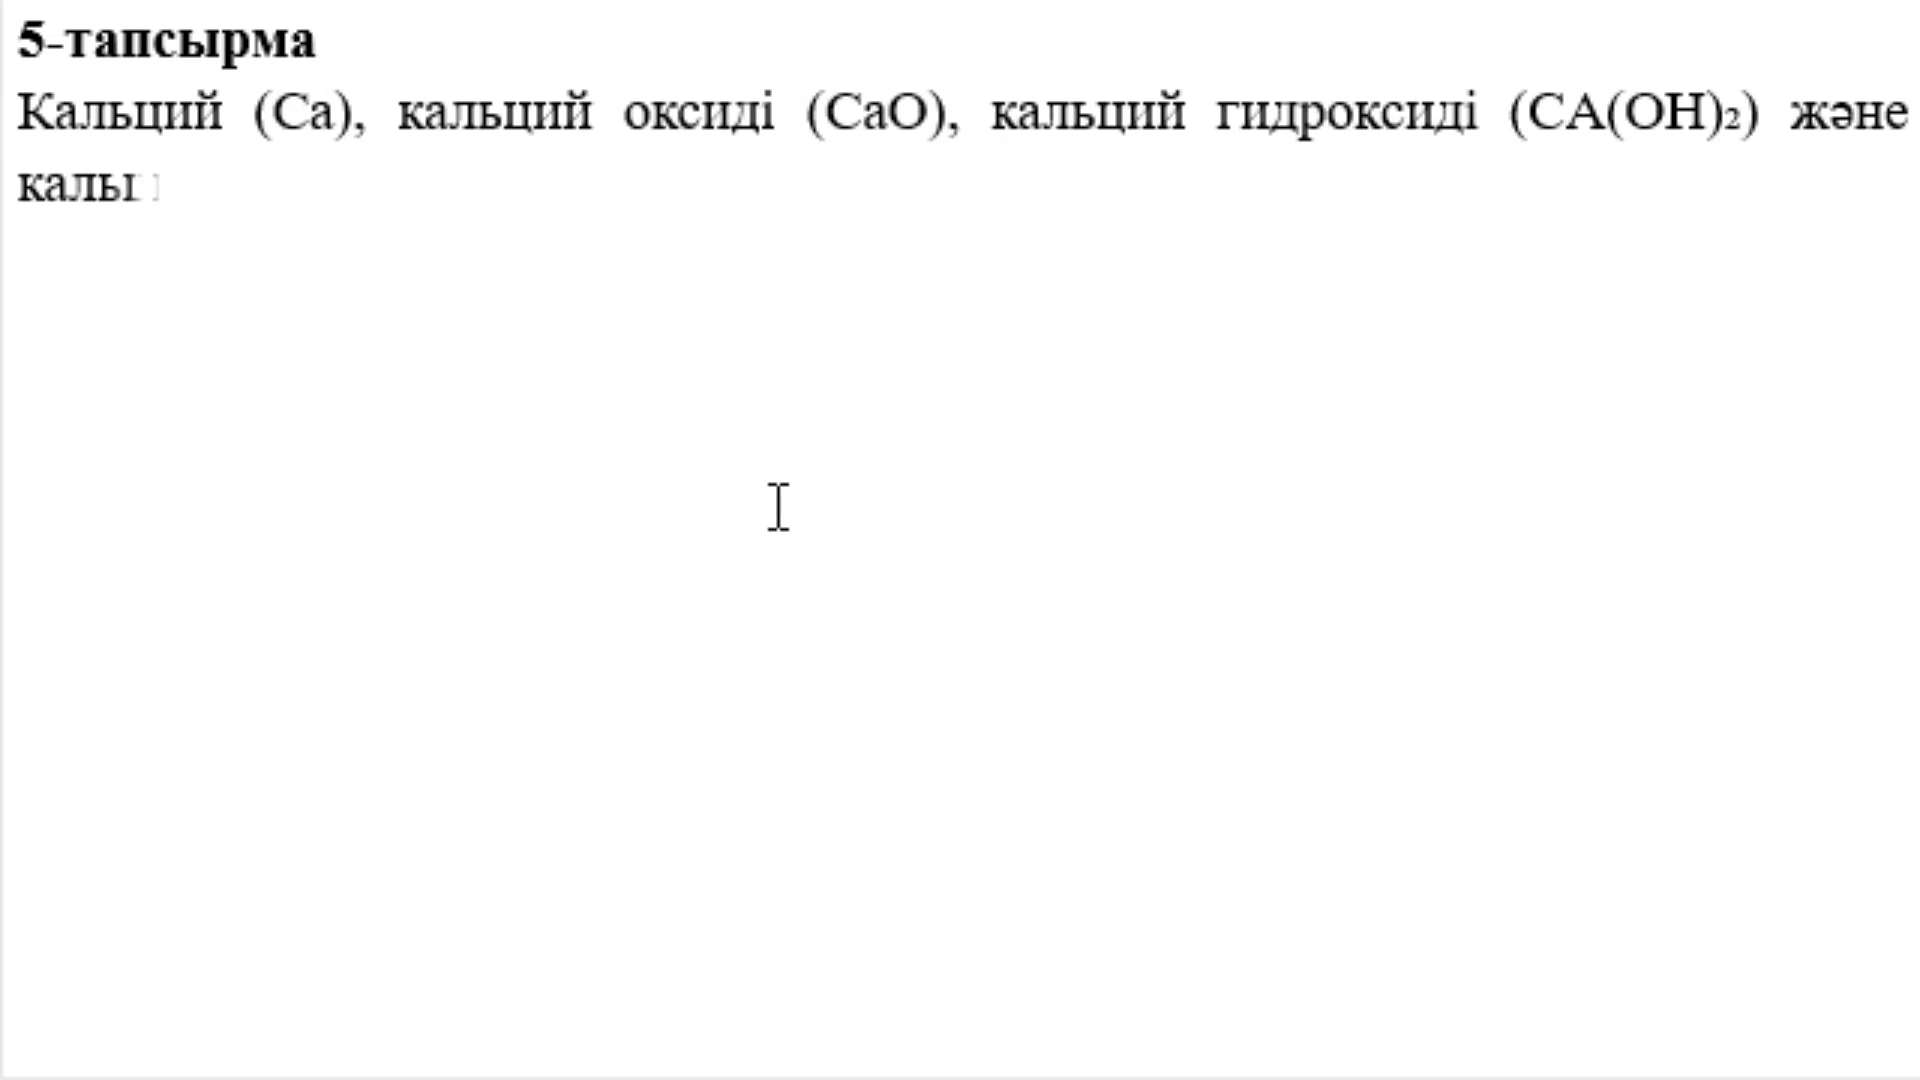 5-тапсырма
Кальций (Ca), кальций оксиді (CaO), кальций гидроксиді (CA(OH)₂) және